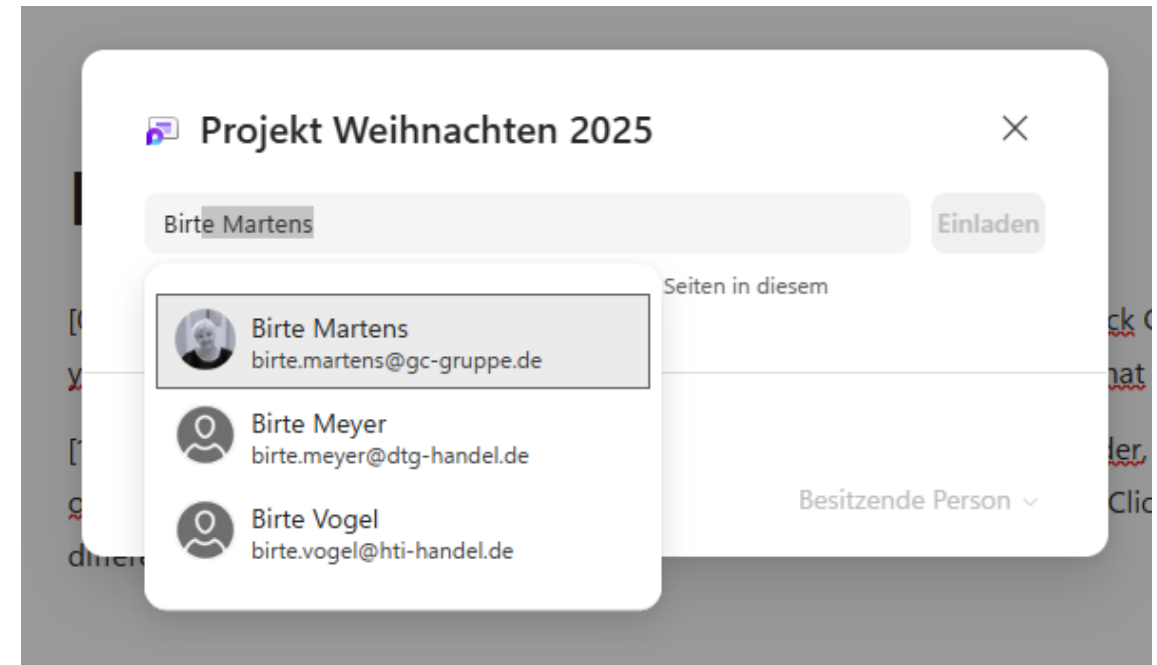 Projekt Weihnachten 2025
Birte Martens
Einladen
Seiten in diesem
Birte Martens
birte.martens@gc-gruppe.de
Birte Meyer
birte.meyer@dtg-handel.de
Birte Vogel
birte.vogel@hti-handel.de
Besitzende Person